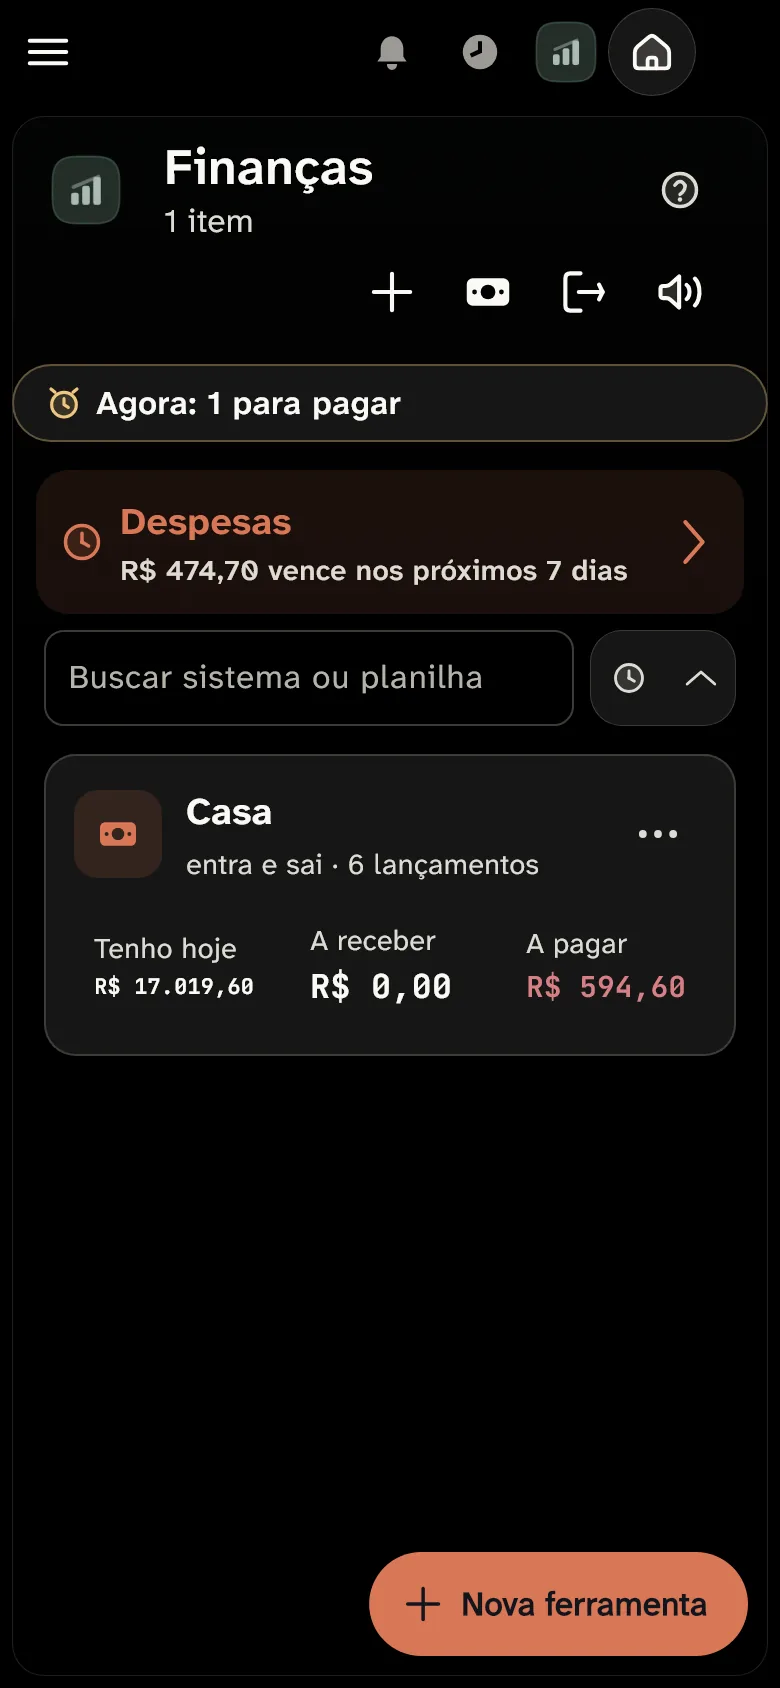 Finanças
1 item
Agora: 1 para pagar
Despesas
R$ 474,70 vence nos próximos 7 dias
Buscar sistema ou planilha
Casa
entra e sai · 6 lançamentos
Tenho hoje A receber A pagar
R$ 17.019,60 R$ 0,00 R$ 594,60
Nova ferramenta